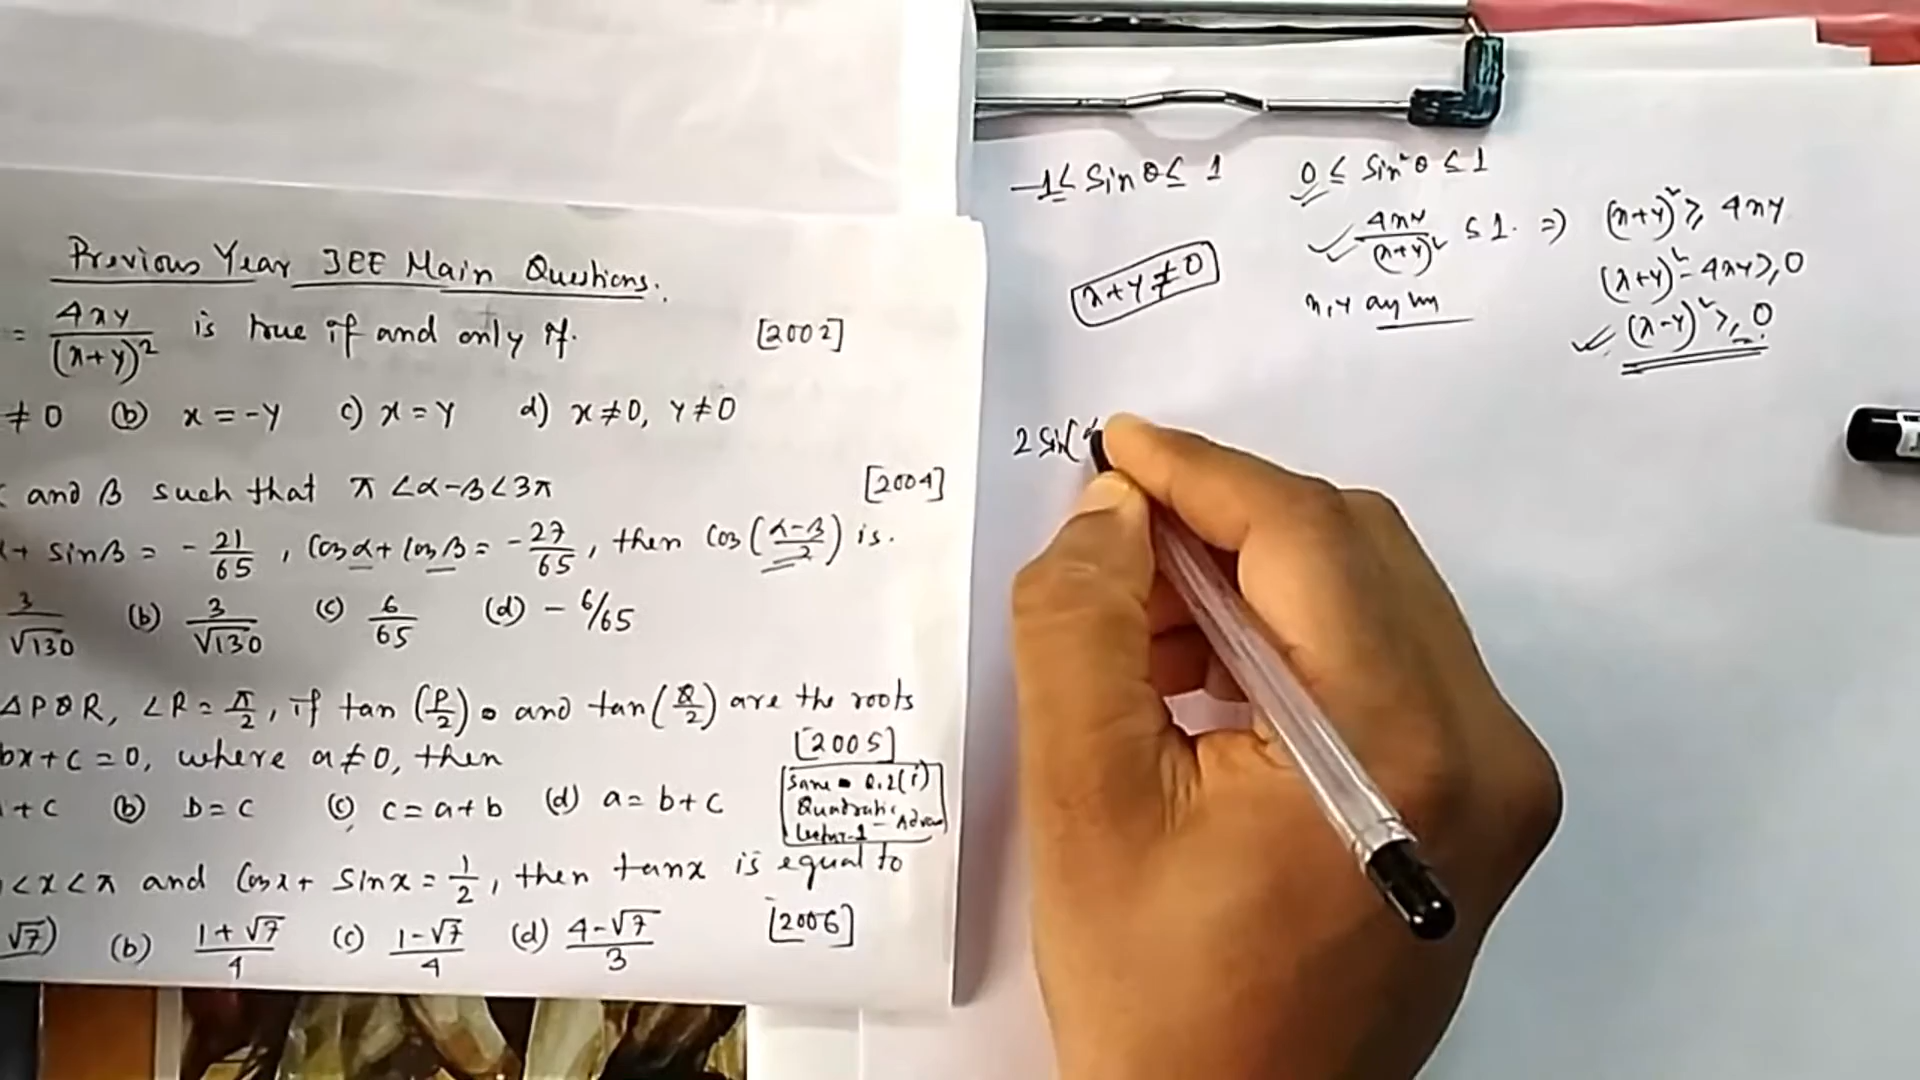 Previous Year JEE Main Questions.
= 4xy/(x+y)² is true if and only if. [2002]
≠ 0 (b) x = -y c) x = y d) x ≠ 0, y ≠ 0
and β such that π < α-β < 3π [2004]
+ sinβ = -21/65, Cosα + Cosβ = -27/65, then Cos((α-β)/2) is.
3/√130 (b) 3/√130 (c) 6/65 (d) - 6/65
ΔPQR, ∠R = π/2, if tan(P/2) and tan(Q/2) are the roots
bx + c = 0, where a ≠ 0, then [2005]
+ c (b) b = c (c) c = a + b (d) a = b + c
Same Q.2(i)
Quadratic
Lecture-1 - Advan
< x < π and Cosx + Sinx = 1/2, then tanx is equal to
√7) (b) (1+√7)/4 (c) (1-√7)/4 (d) (4-√7)/3 [2006]
-1 ≤ Sinθ ≤ 1 0 ≤ Sin²θ ≤ 1
4xy/(x+y)² ≤ 1. ⇒ (x+y)² ≥ 4xy
x+y ≠ 0 (x+y)² - 4xy ≥ 0
x, y (x-y)² ≥ 0
2 Sin(